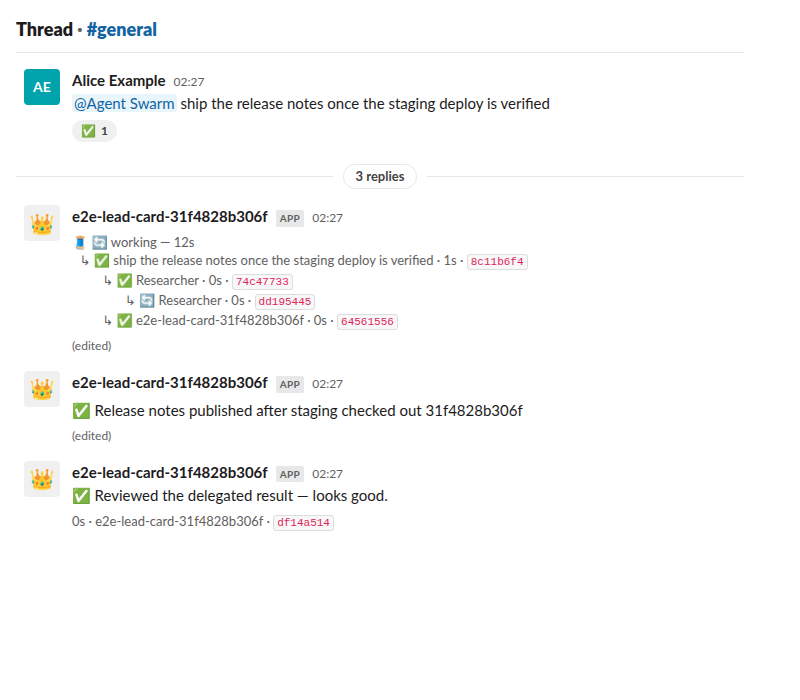 Thread • #general
AE
Alice Example 02:27
@Agent Swarm ship the release notes once the staging deploy is verified
✅ 1
3 replies
e2e-lead-card-31f4828b306f APP 02:27
🧵 🔄 working — 12s
↳ ✅ ship the release notes once the staging deploy is verified · 1s · 8c11b6f4
↳ ✅ Researcher · 0s · 74c47733
↳ 🔄 Researcher · 0s · dd195445
↳ ✅ e2e-lead-card-31f4828b306f · 0s · 64561556
(edited)
e2e-lead-card-31f4828b306f APP 02:27
✅ Release notes published after staging checked out 31f4828b306f
(edited)
e2e-lead-card-31f4828b306f APP 02:27
✅ Reviewed the delegated result — looks good.
0s · e2e-lead-card-31f4828b306f · df14a514